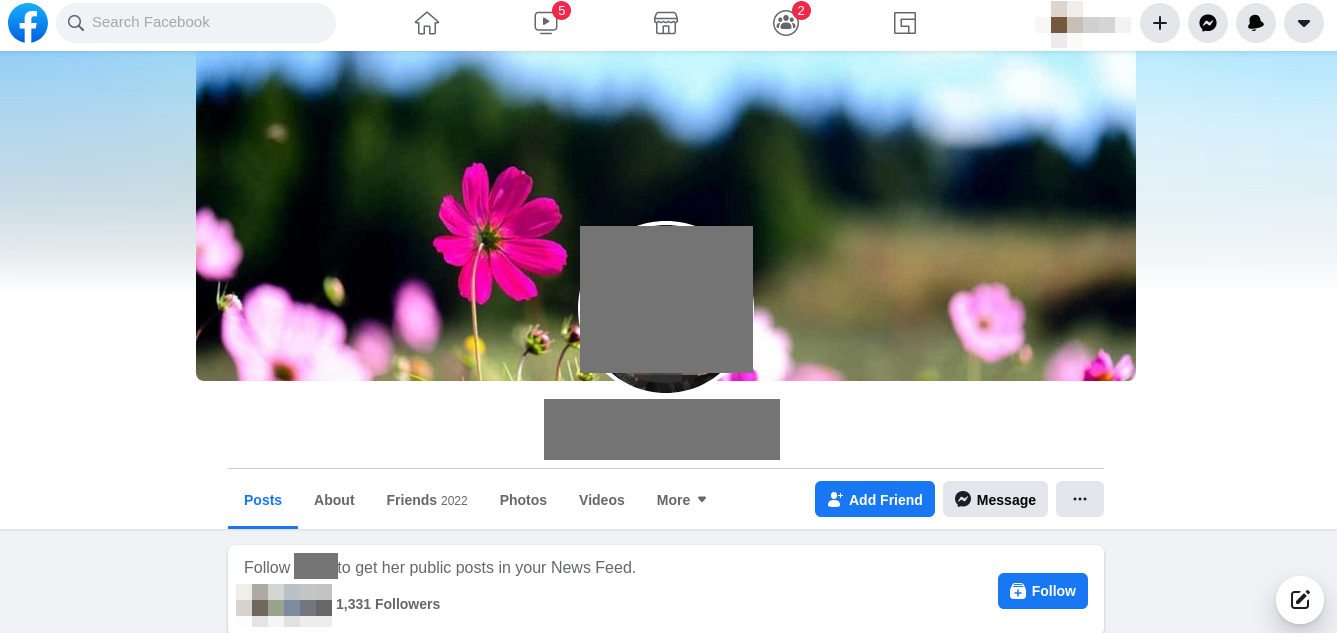 Search Facebook
5
2
Posts About Friends 2022 Photos Videos More Add Friend Message
Follow to get her public posts in your News Feed.
1,331 Followers
Follow